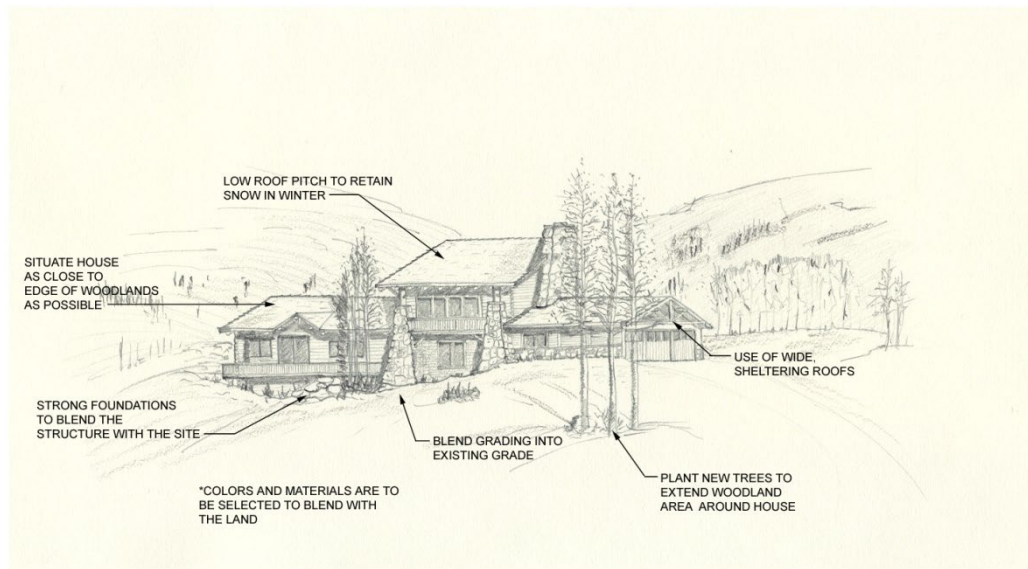 LOW ROOF PITCH TO RETAIN
SNOW IN WINTER
SITUATE HOUSE
AS CLOSE TO
EDGE OF WOODLANDS
AS POSSIBLE
USE OF WIDE,
SHELTERING ROOFS
STRONG FOUNDATIONS
TO BLEND THE
STRUCTURE WITH THE SITE
BLEND GRADING INTO
EXISTING GRADE
PLANT NEW TREES TO
EXTEND WOODLAND
AREA AROUND HOUSE
*COLORS AND MATERIALS ARE TO
BE SELECTED TO BLEND WITH
THE LAND